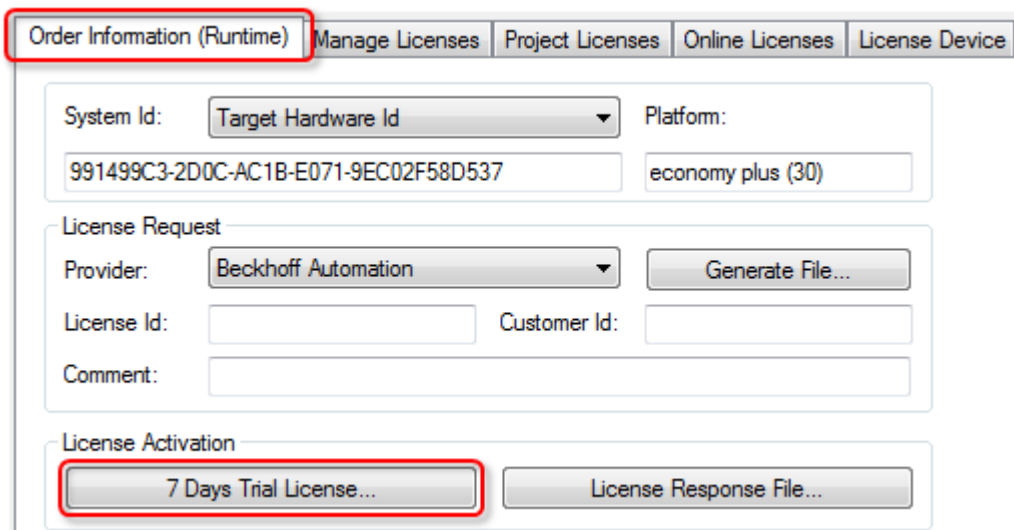 Order Information (Runtime) Manage Licenses Project Licenses Online Licenses License Device
System Id: Target Hardware Id Platform:
991499C3-2D0C-AC1B-E071-9EC02F58D537 economy plus (30)
License Request
Provider: Beckhoff Automation Generate File...
License Id: Customer Id:
Comment:
License Activation
7 Days Trial License... License Response File...